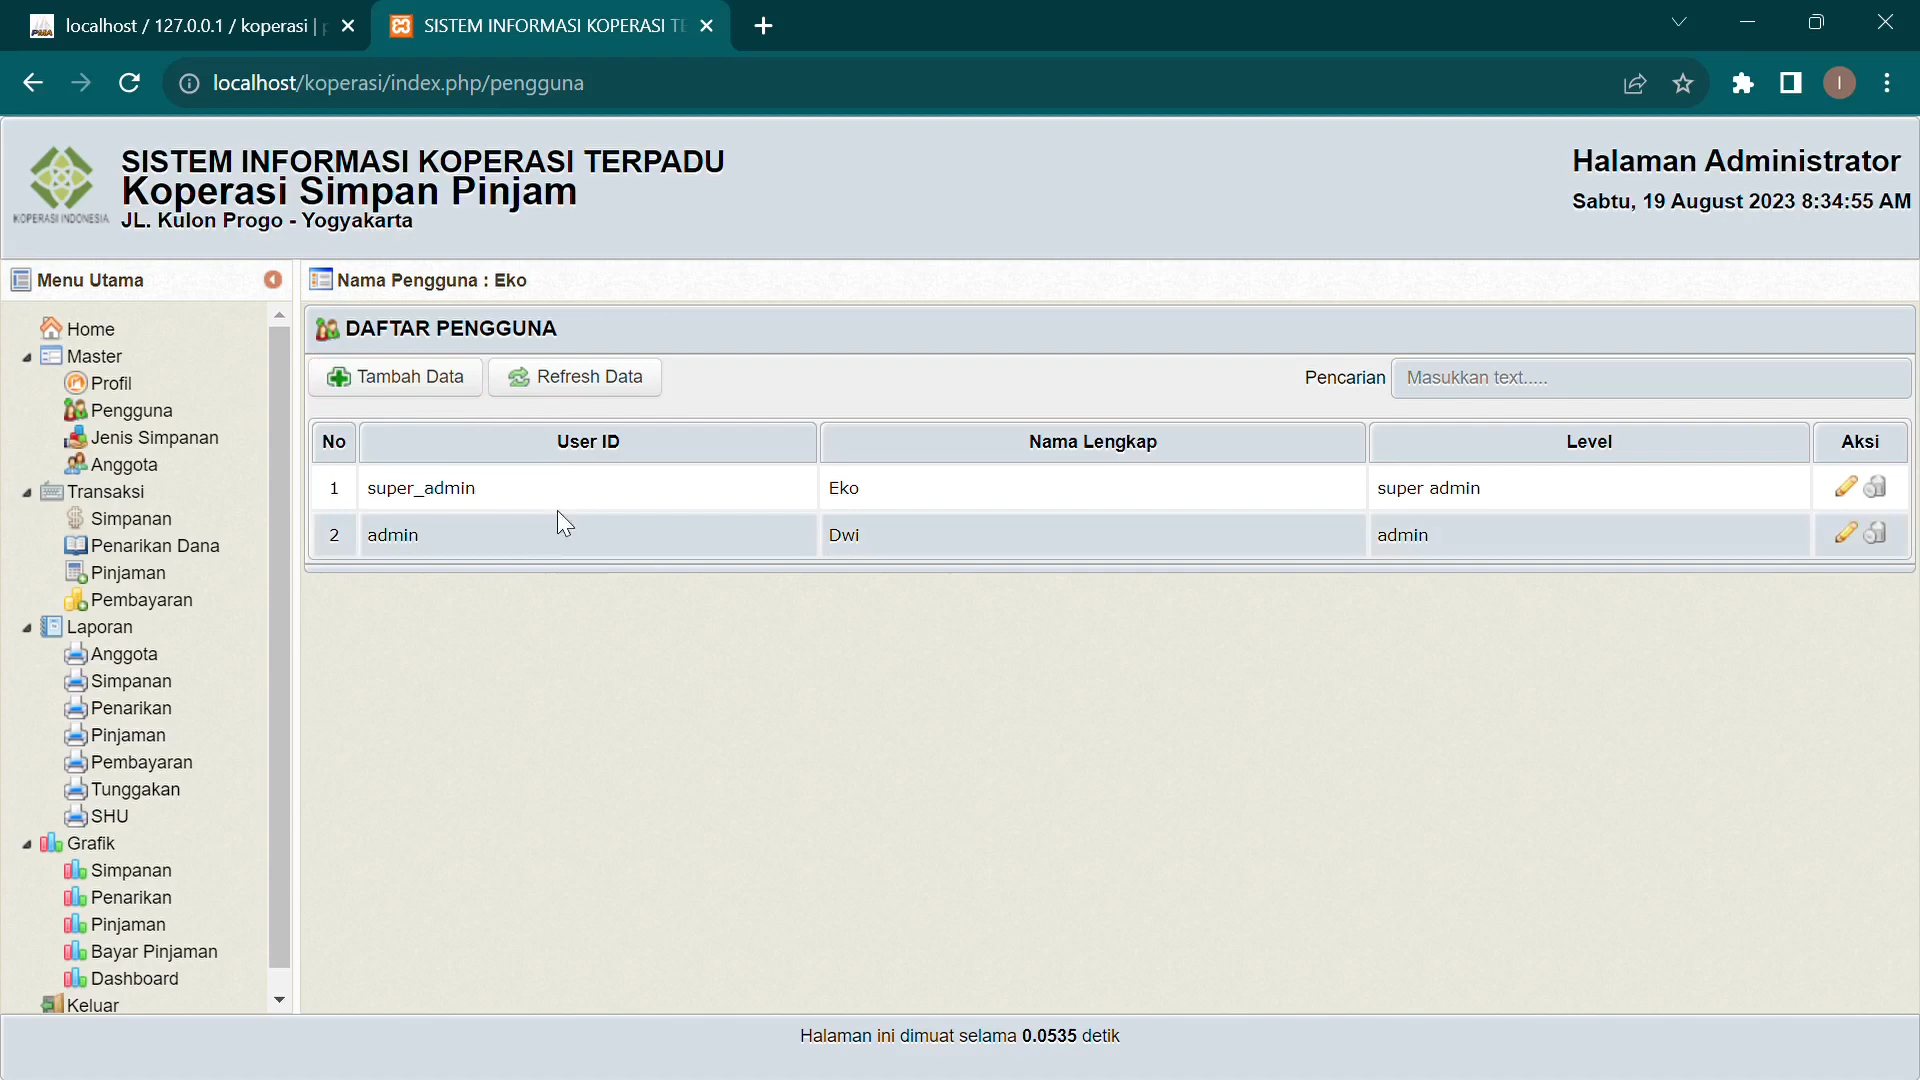 localhost / 127.0.0.1 / koperasi |
SISTEM INFORMASI KOPERASI TE
localhost/koperasi/index.php/pengguna
KOPERASI INDONESIA
SISTEM INFORMASI KOPERASI TERPADU
Koperasi Simpan Pinjam
JL. Kulon Progo - Yogyakarta
Halaman Administrator
Sabtu, 19 August 2023 8:34:55 AM
Menu Utama
Home
Master
Profil
Pengguna
Jenis Simpanan
Anggota
Transaksi
Simpanan
Penarikan Dana
Pinjaman
Pembayaran
Laporan
Anggota
Simpanan
Penarikan
Pinjaman
Pembayaran
Tunggakan
SHU
Grafik
Simpanan
Penarikan
Pinjaman
Bayar Pinjaman
Dashboard
Keluar
Nama Pengguna : Eko
DAFTAR PENGGUNA
Tambah Data Refresh Data Pencarian Masukkan text.....
No User ID Nama Lengkap Level Aksi
1 super_admin Eko super admin
2 admin Dwi admin
Halaman ini dimuat selama 0.0535 detik